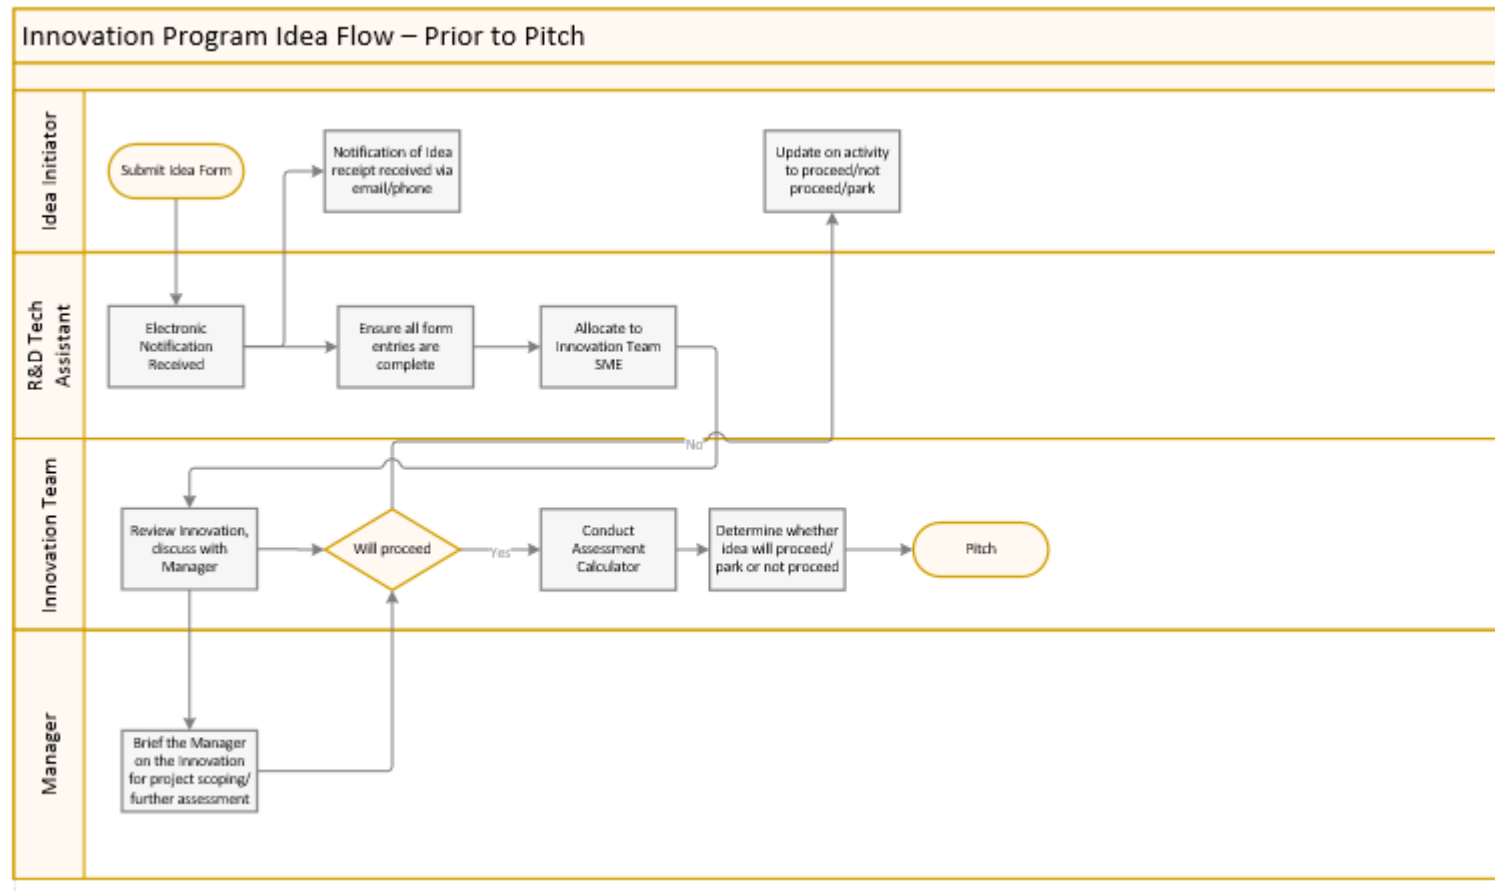 Innovation Program Idea Flow – Prior to Pitch
Idea Initiator
Submit Idea Form
Notification of Idea
receipt received via
email/phone
Update on activity
to proceed/not
proceed/park
R&D Tech
Assistant
Electronic
Notification
Received
Ensure all form
entries are
complete
Allocate to
Innovation Team
SME
No
Innovation Team
Review Innovation,
discuss with
Manager
Will proceed
Yes
Conduct
Assessment
Calculator
Determine whether
idea will proceed/
park or not proceed
Pitch
Manager
Brief the Manager
on the Innovation
for project scoping/
further assessment